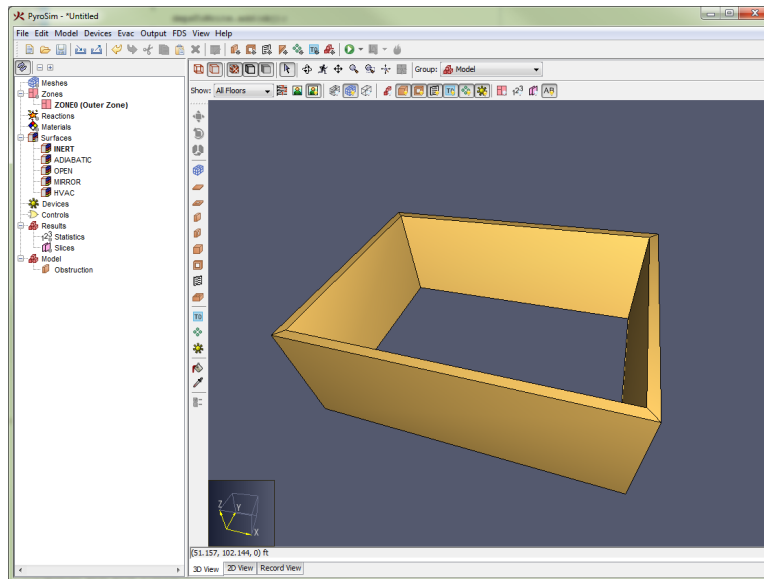 PyroSim - *Untitled
File Edit Model Devices Evac Output FDS View Help
Group: Model
Show: All Floors
Meshes
Zones
ZONE0 (Outer Zone)
Reactions
Materials
Surfaces
INERT
ADIABATIC
OPEN
MIRROR
HVAC
Devices
Controls
Results
Statistics
Slices
Model
Obstruction
Z
Y
X
(51.157, 102.144, 0) ft
3D View 2D View Record View